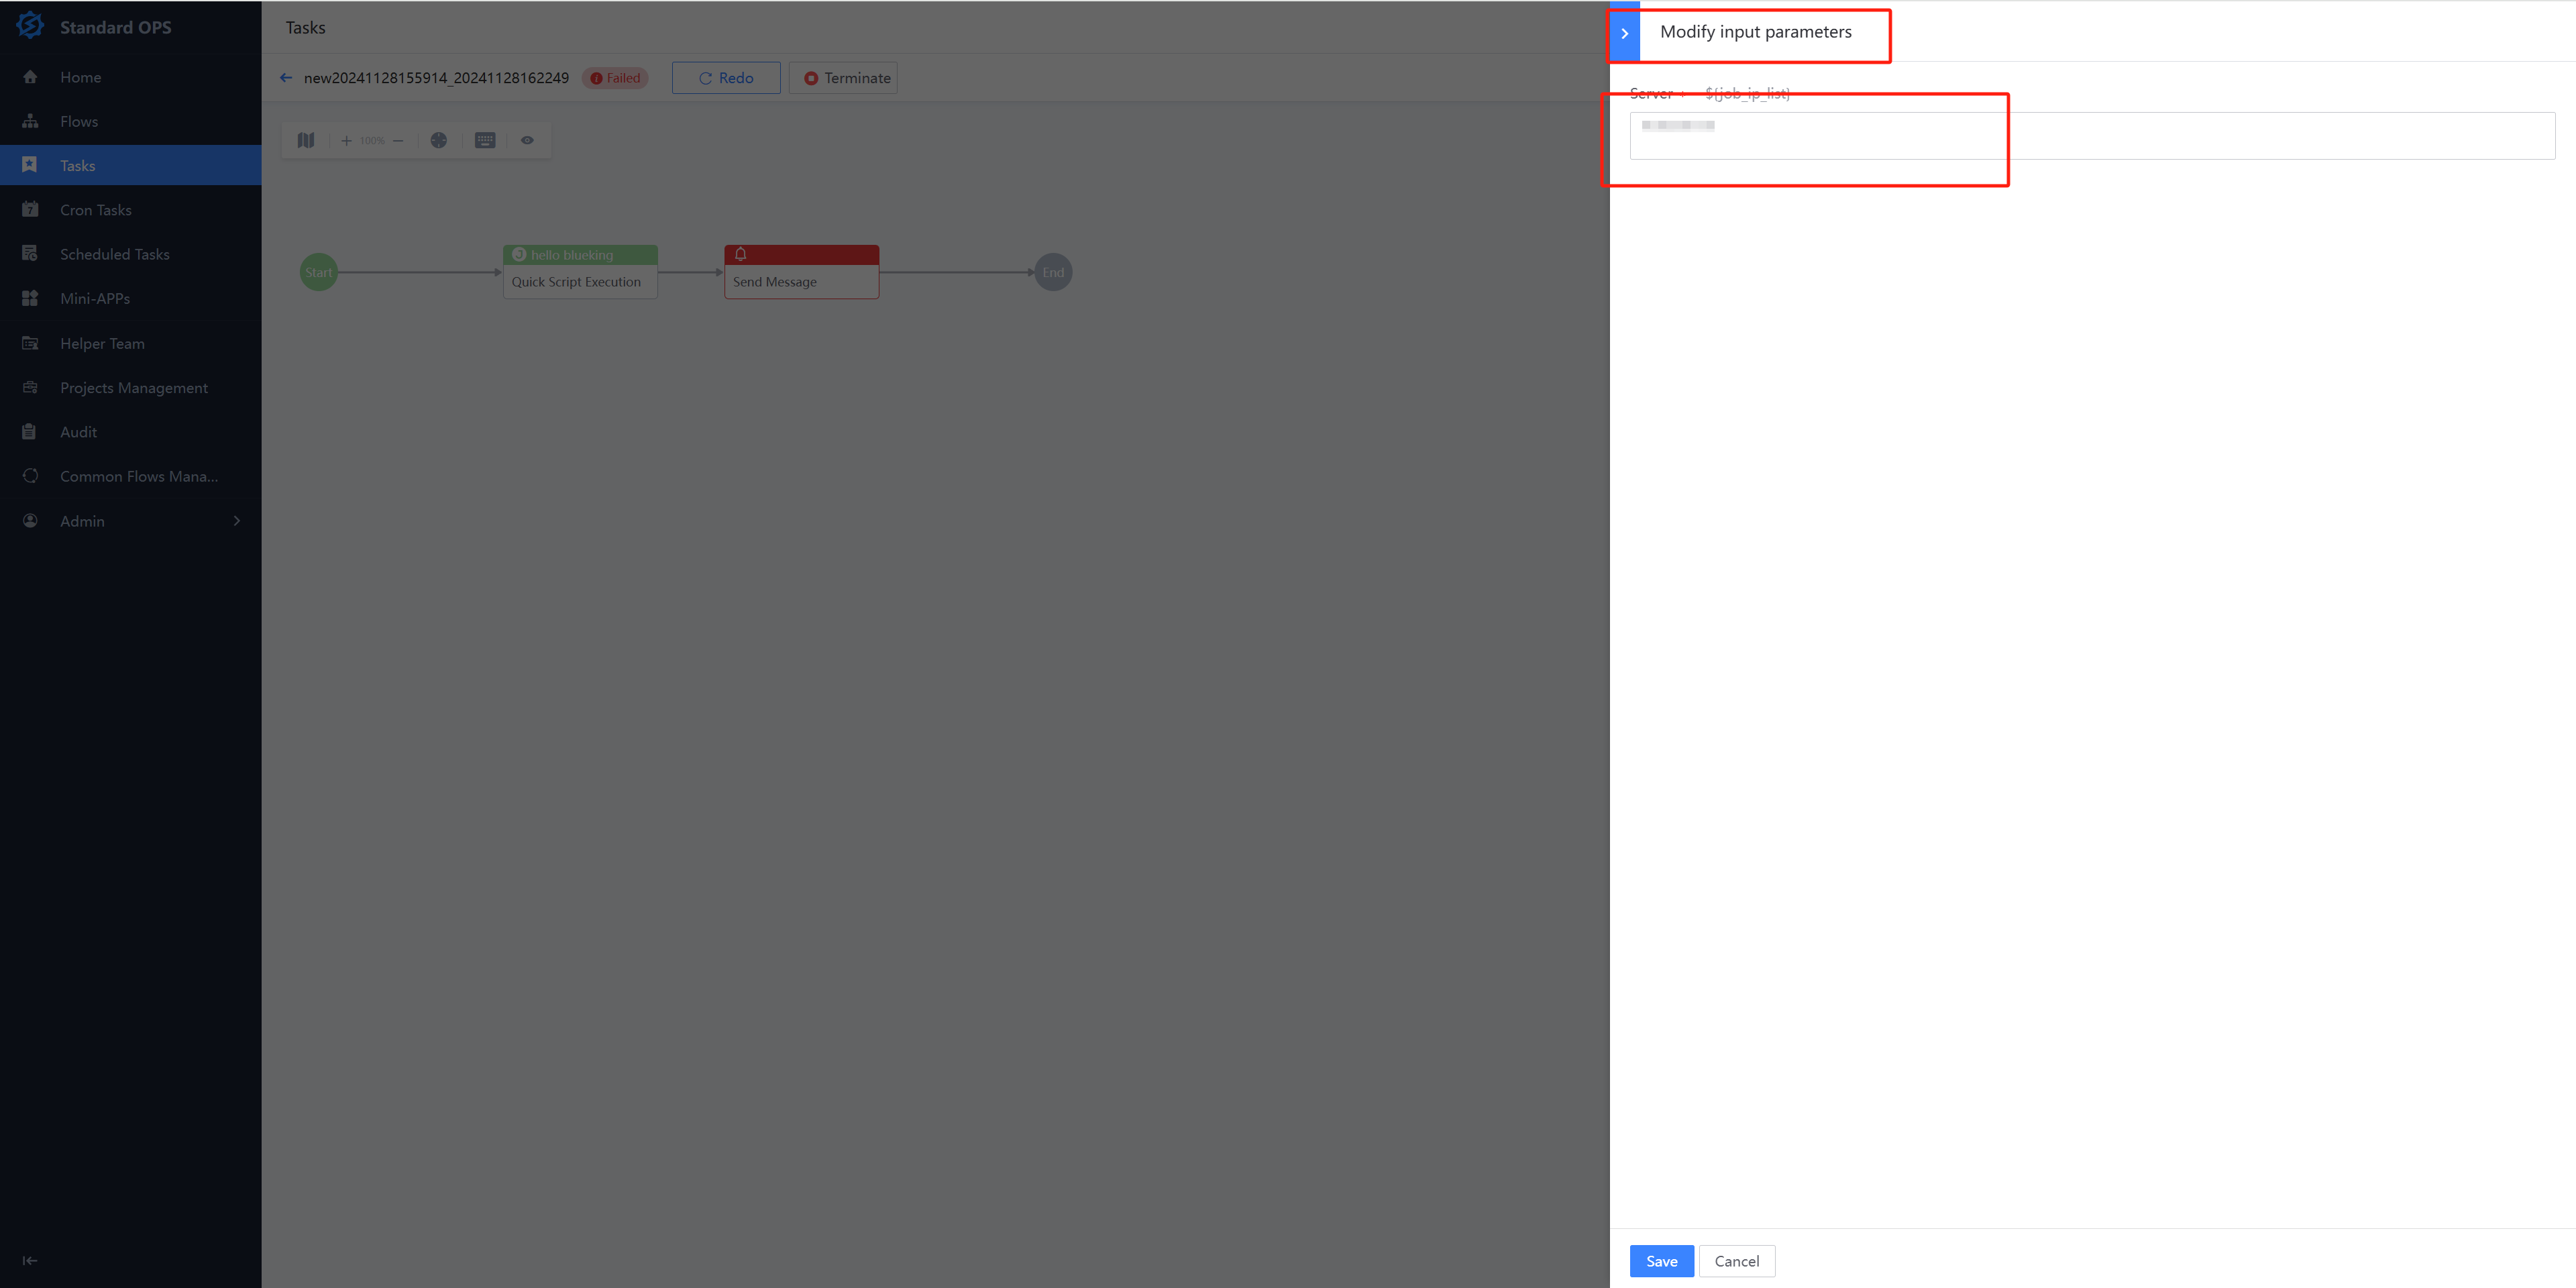 Standard OPS
Home
Flows
Tasks
Cron Tasks
Scheduled Tasks
Mini-APPs
Helper Team
Projects Management
Audit
Common Flows Mana...
Admin
Tasks
new20241128155914_20241128162249
Failed
Redo
Terminate
100%
Start
hello blueking
Quick Script Execution
Send Message
End
Modify input parameters
Server * ${job_ip_list}
Save
Cancel